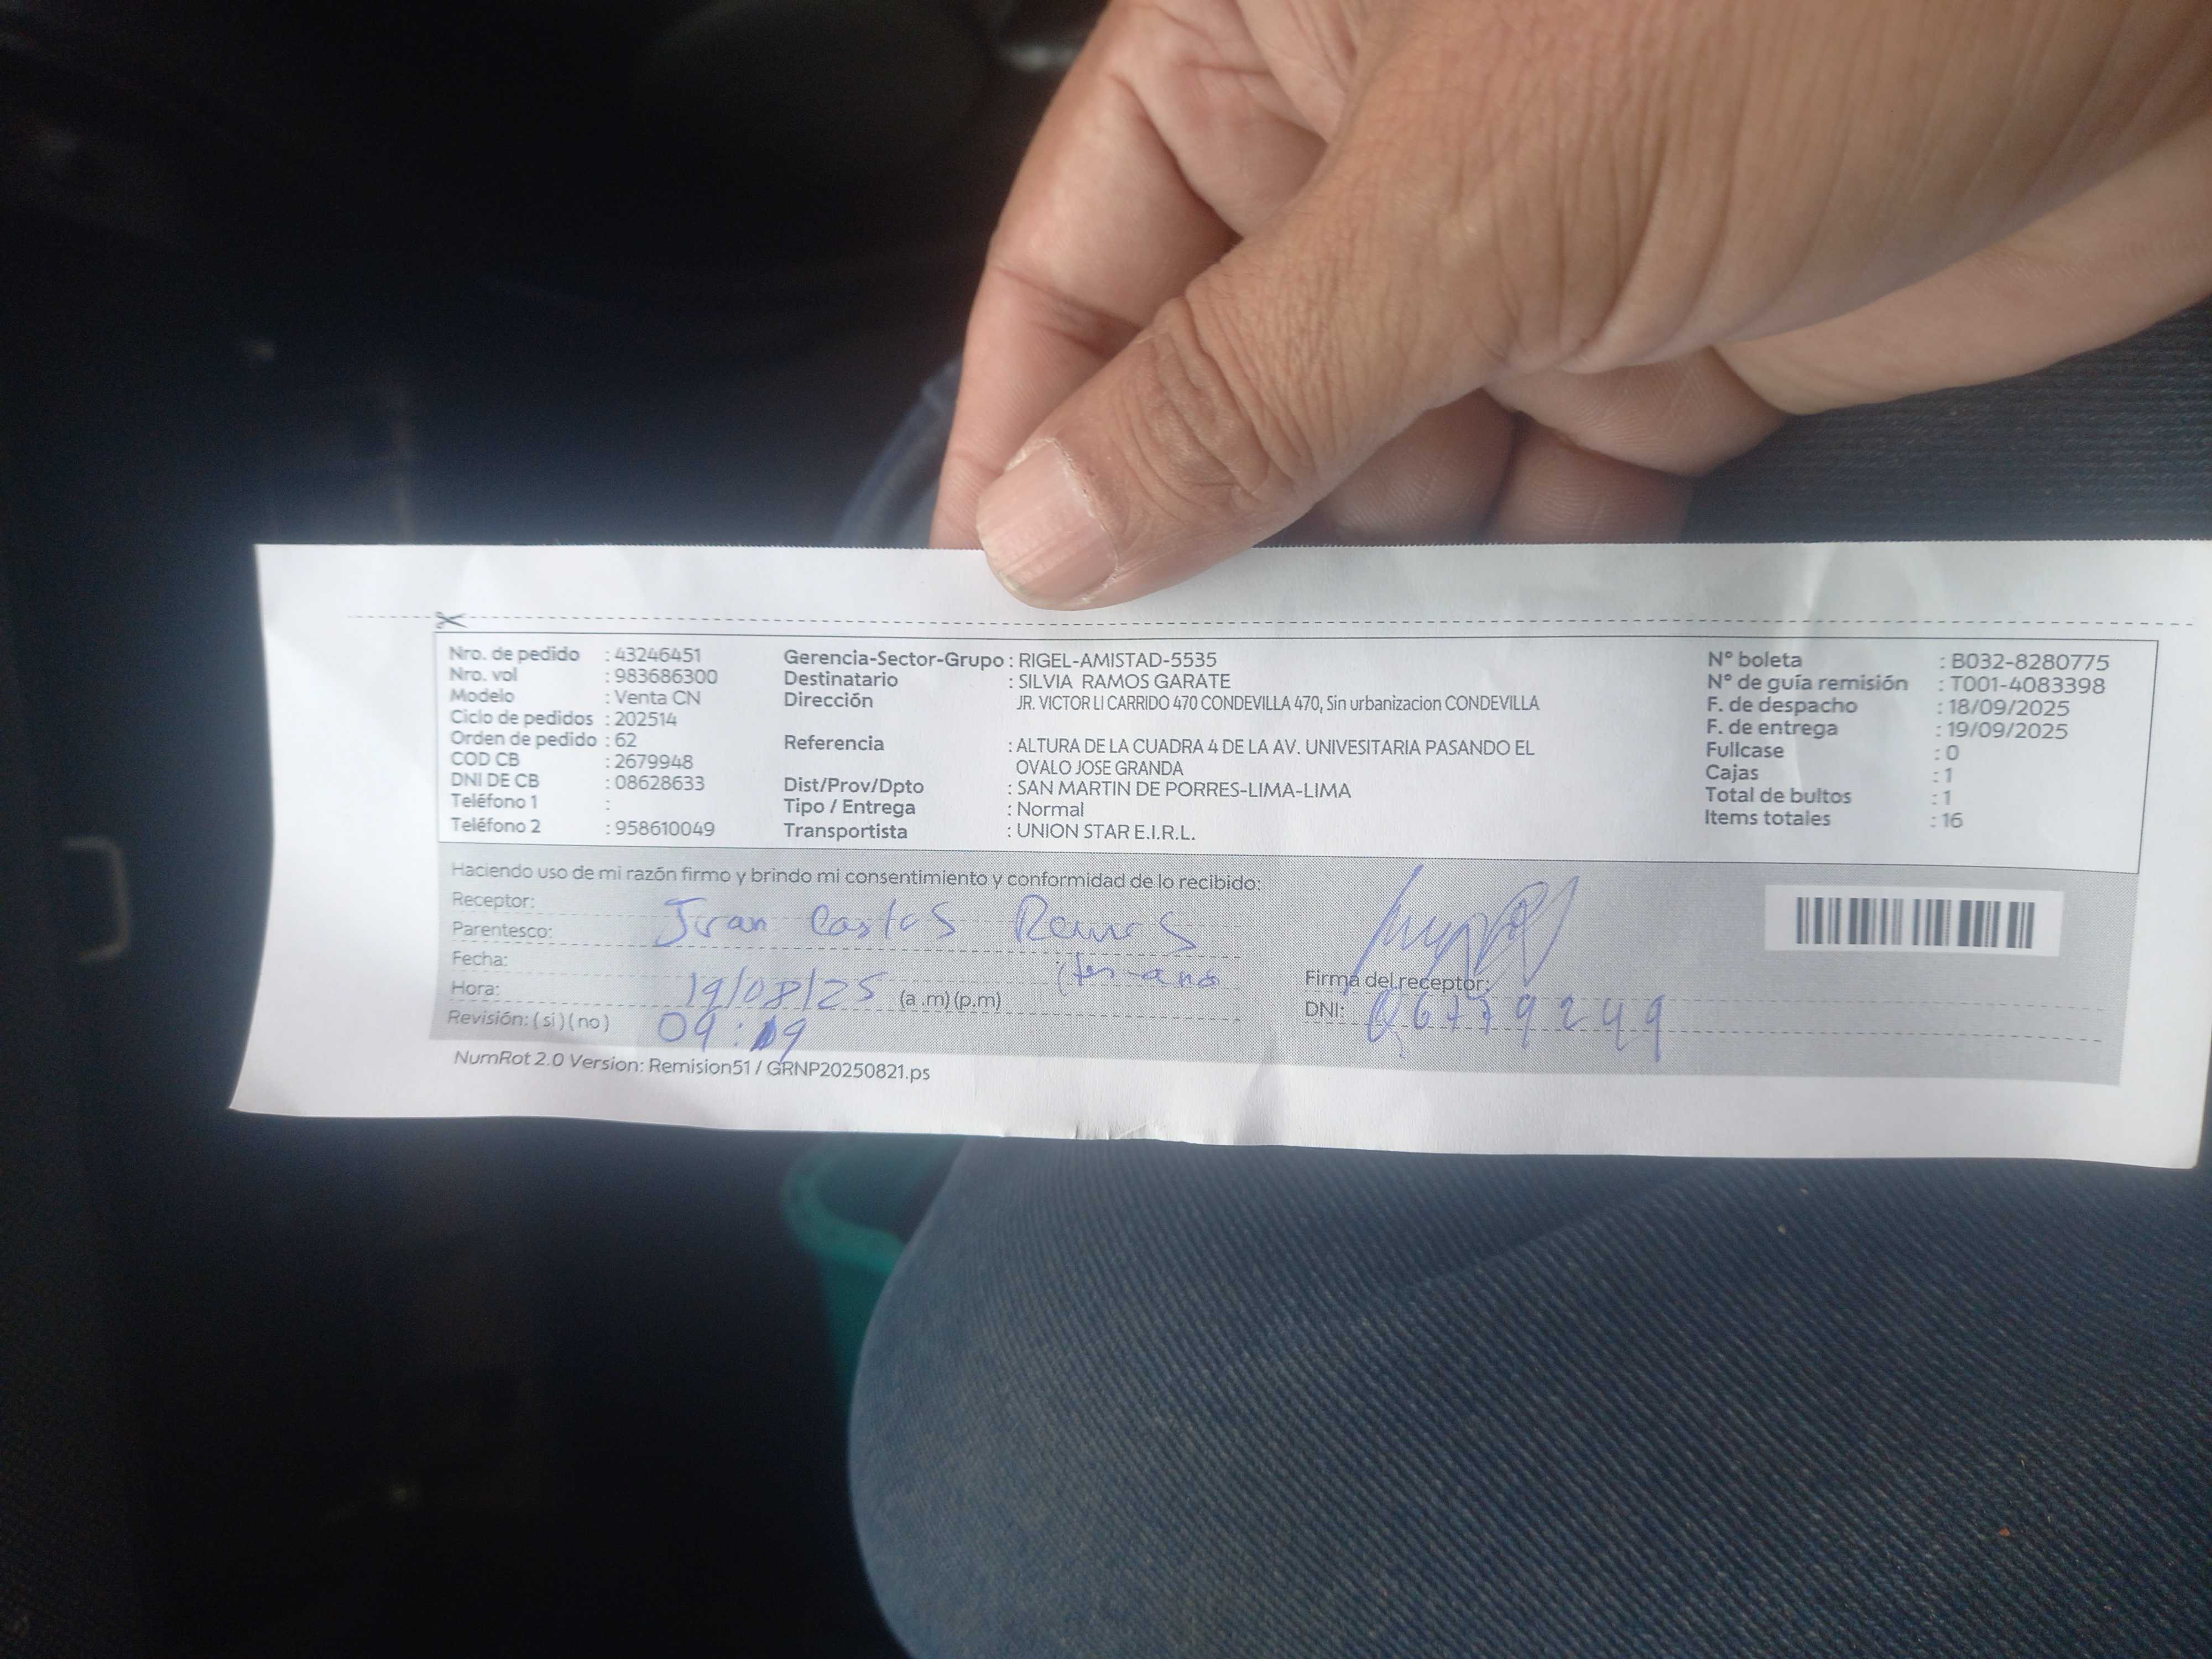 Nro. de pedido : 43246451
Nro. vol : 983686300
Modelo : Venta CN
Ciclo de pedidos : 202514
Orden de pedido : 62
COD CB : 2679948
DNI DE CB : 08628633
Teléfono 1 :
Teléfono 2 : 958610049
Gerencia-Sector-Grupo : RIGEL-AMISTAD-5535
Destinatario : SILVIA RAMOS GARATE
Dirección JR. VICTOR LI CARRIDO 470 CONDEVILLA 470, Sin urbanizacion CONDEVILLA
Referencia : ALTURA DE LA CUADRA 4 DE LA AV. UNIVESITARIA PASANDO EL
OVALO JOSE GRANDA
Dist/Prov/Dpto : SAN MARTIN DE PORRES-LIMA-LIMA
Tipo / Entrega : Normal
Transportista : UNION STAR E.I.R.L.
N° boleta : B032-8280775
N° de guía remisión : T001-4083398
F. de despacho : 18/09/2025
F. de entrega : 19/09/2025
Fullcase : 0
Cajas : 1
Total de bultos : 1
Items totales : 16
Haciendo uso de mi razón firmo y brindo mi consentimiento y conformidad de lo recibido:
Receptor: Juan Carlos Ramos
Parentesco:
Fecha: 19/08/25
Hora: (a .m) (p.m)
Revisión: ( si ) ( no ) 09:19
Firma del receptor:
DNI:
NumRot 2.0 Version: Remision51 / GRNP20250821.ps